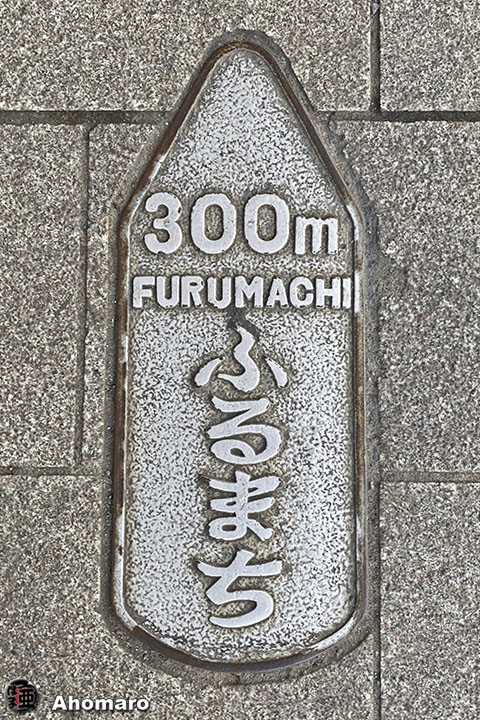 300m
FURUMACHI
ふるまち
Ahomaro